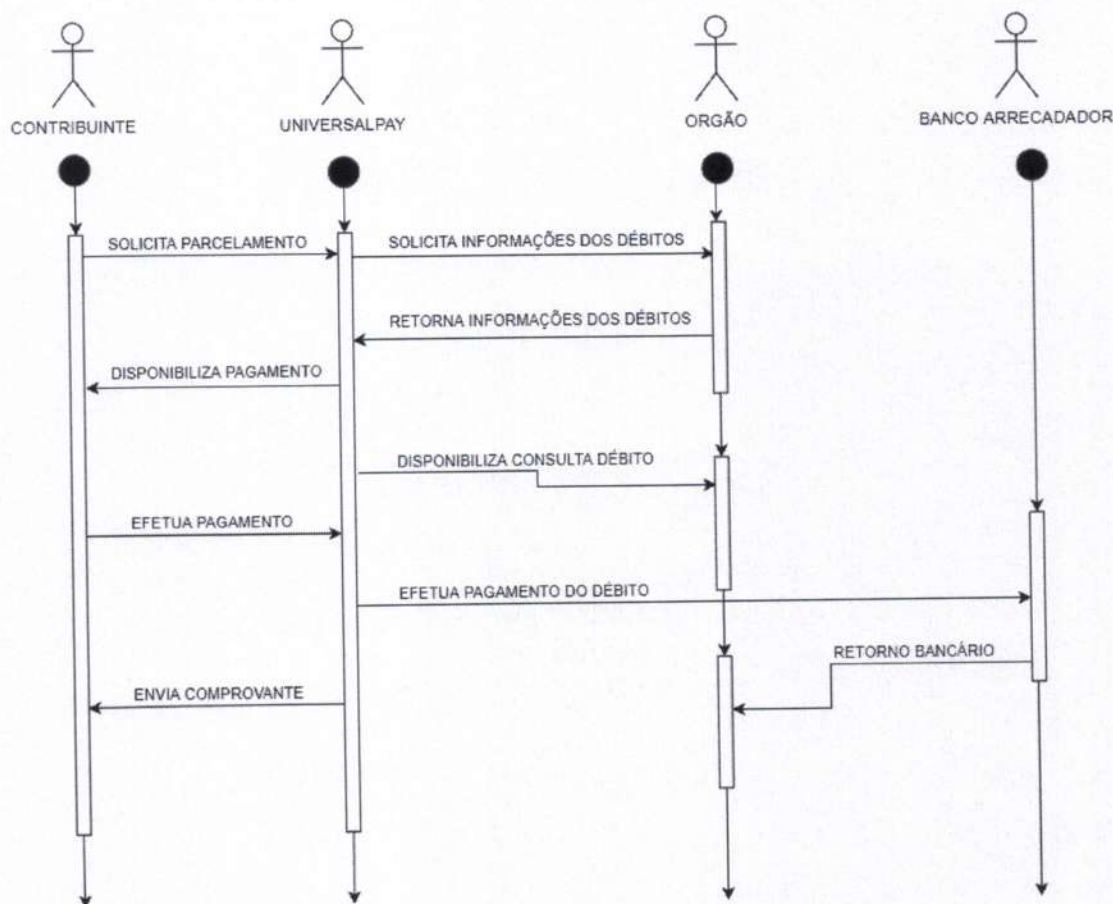 CONTRIBUINTE
UNIVERSALPAY
ORGÃO
BANCO ARRECADADOR
SOLICITA PARCELAMENTO
SOLICITA INFORMAÇÕES DOS DÉBITOS
RETORNA INFORMAÇÕES DOS DÉBITOS
DISPONIBILIZA PAGAMENTO
DISPONIBILIZA CONSULTA DÉBITO
EFETUA PAGAMENTO
EFETUA PAGAMENTO DO DÉBITO
RETORNO BANCÁRIO
ENVIA COMPROVANTE